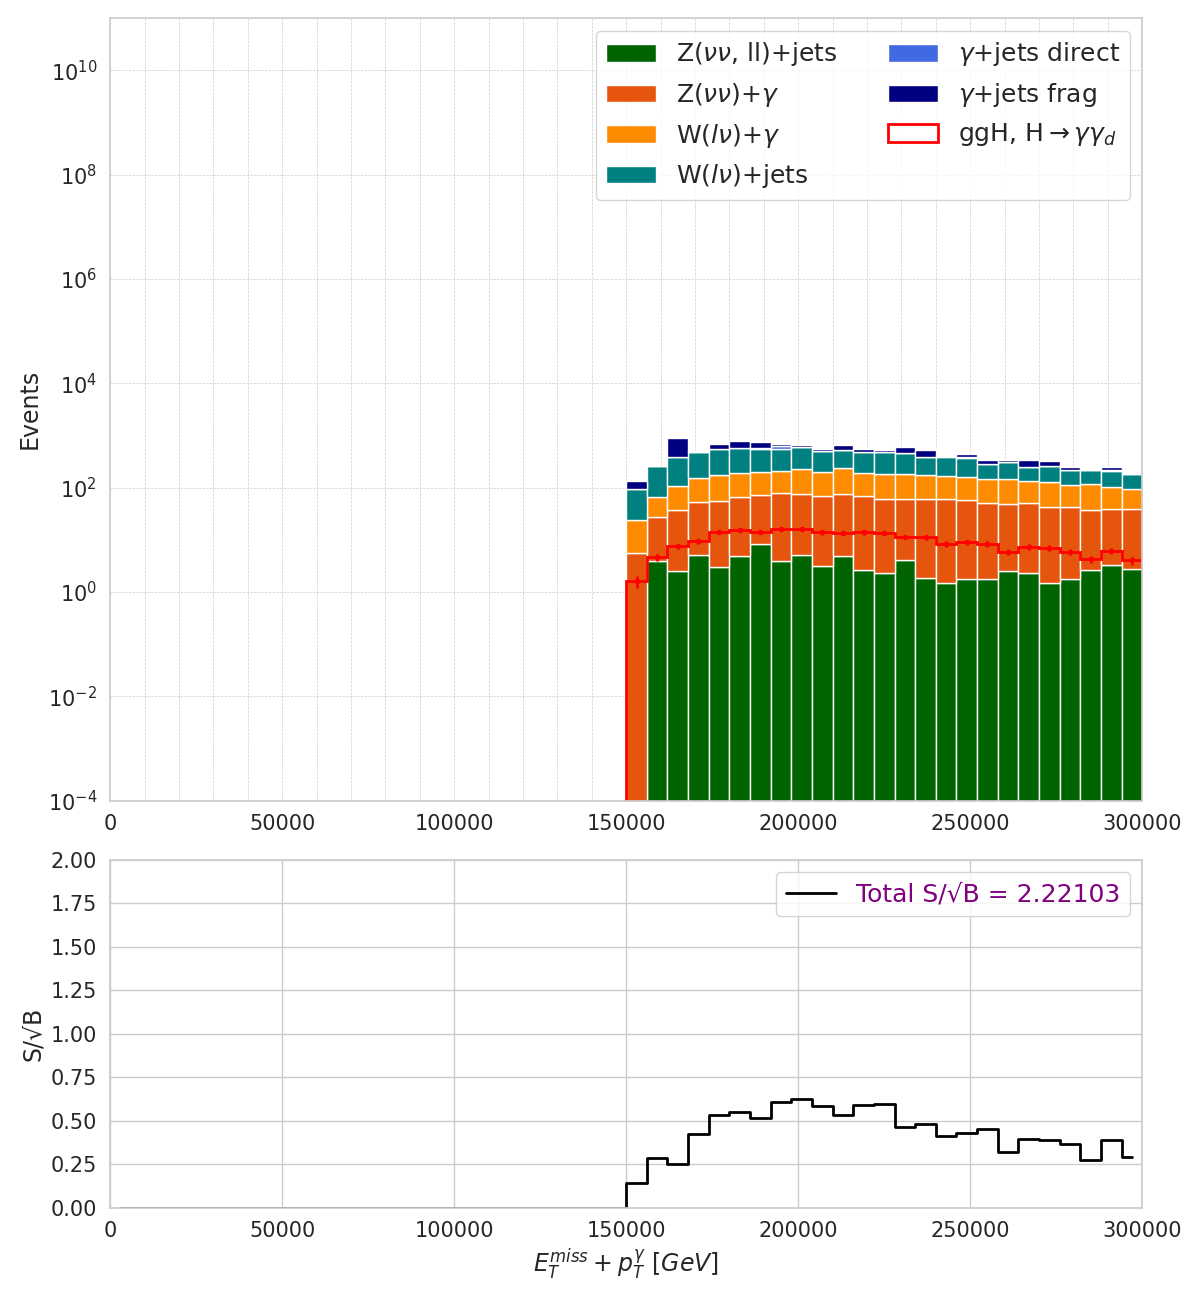 Z(νν, ll)+jets
Z(νν)+γ
W(lν)+γ
W(lν)+jets
γ+jets direct
γ+jets frag
ggH, H→γγ_d
Events
10^10
10^8
10^6
10^4
10^2
10^0
10^−2
10^−4
0 50000 100000 150000 200000 250000 300000
Total S/√B = 2.22103
S/√B
2.00
1.75
1.50
1.25
1.00
0.75
0.50
0.25
0.00
0 50000 100000 150000 200000 250000 300000
E_T^miss + p_T^γ [GeV]